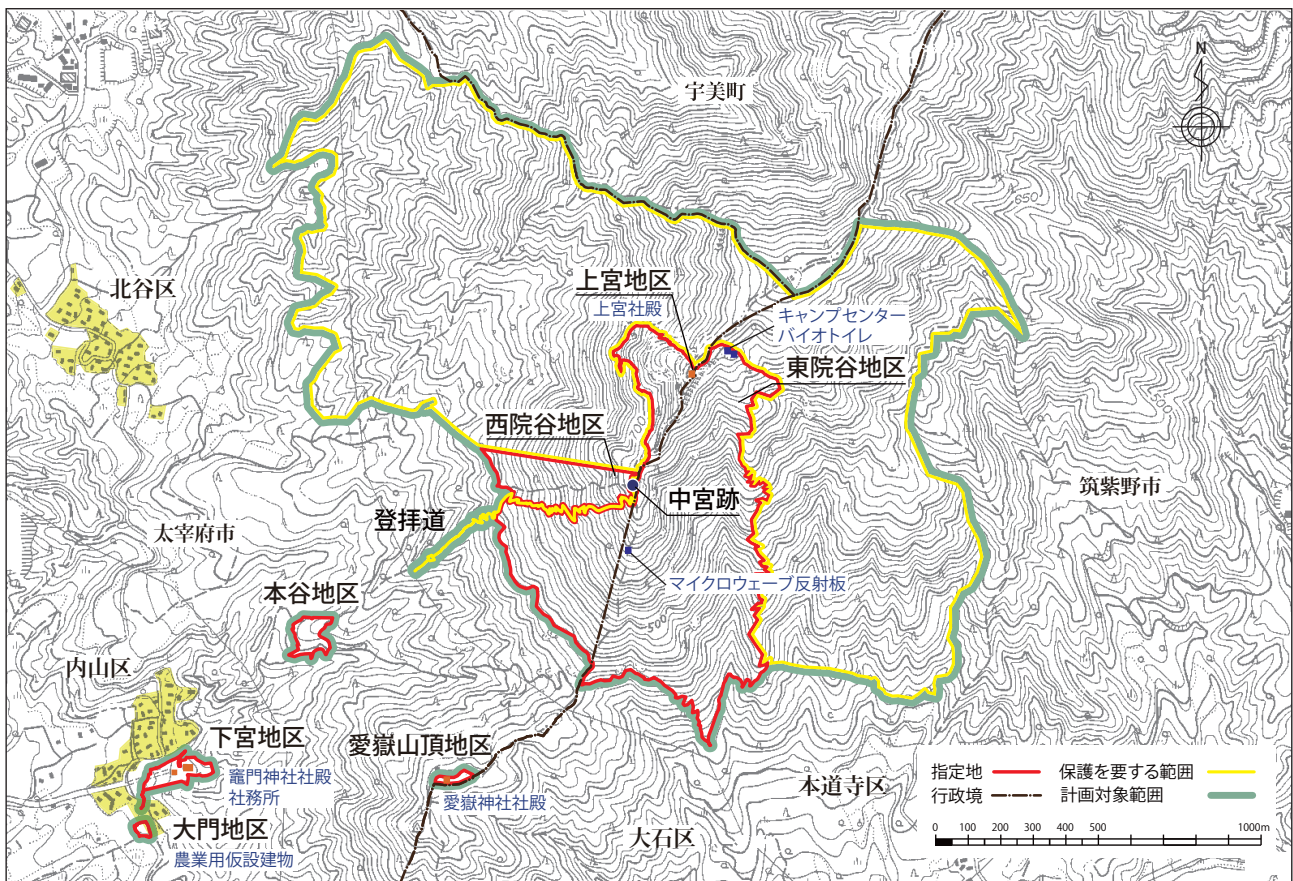 宇美町
N
650
北谷区
上宮地区
上宮社殿
キャンプセンター
バイオトイレ
東院谷地区
西院谷地区
中宮跡
筑紫野市
登拝道
太宰府市
マイクロウェーブ反射板
本谷地区
内山区
下宮地区
竈門神社社殿
社務所
愛嶽山頂地区
愛嶽神社社殿
本道寺区
大石区
大門地区
農業用仮設建物
指定地 保護を要する範囲
行政境 計画対象範囲
0 100 200 300 400 500 1000m